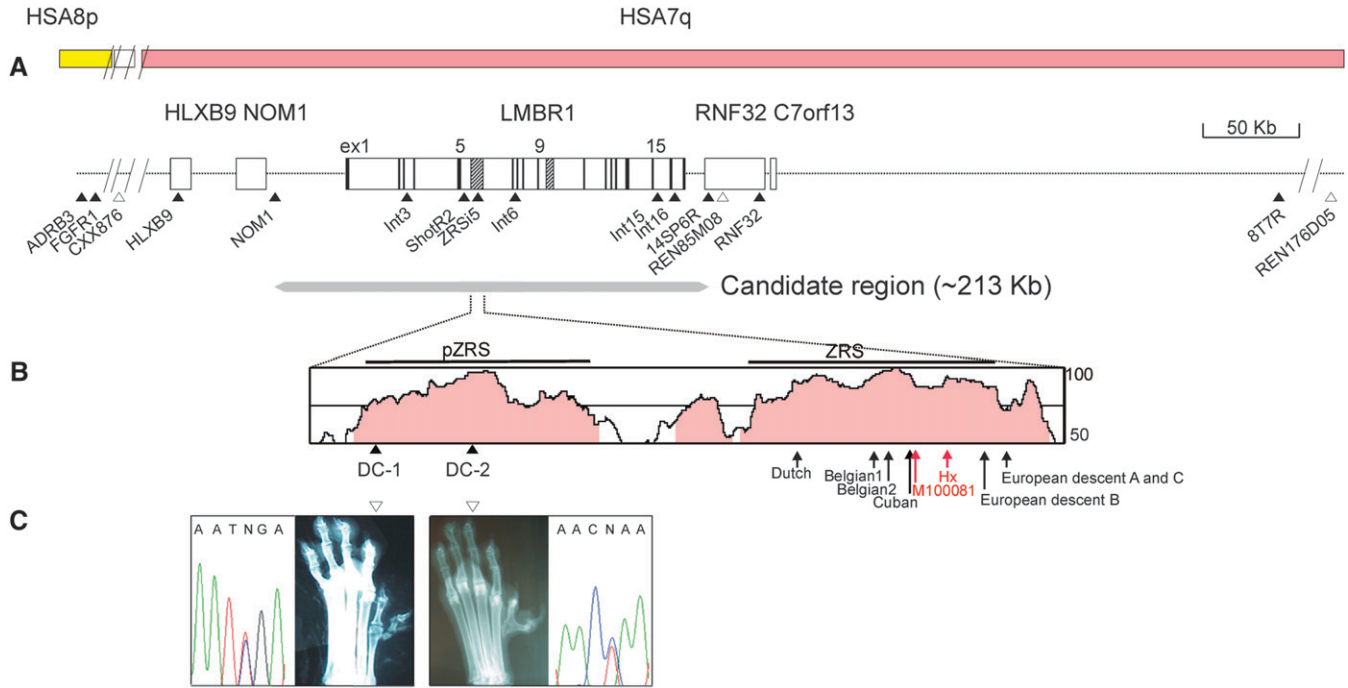 HSA8p HSA7q
A
HLXB9 NOM1 LMBR1 RNF32 C7orf13
50 Kb
ex1 5 9 15
ADRB3
FGFR1
CXX876
HLXB9
NOM1
Int3
ShotR2
ZRSi5
Int6
Int15
Int16
14SP6R
REN85M08
RNF32
8T7R
REN176D05
Candidate region (~213 Kb)
B
pZRS ZRS
100
50
DC-1 DC-2
Dutch
Belgian1
Belgian2
Cuban
M100081
Hx
European descent A and C
European descent B
C
A A T N G A
A A C N A A